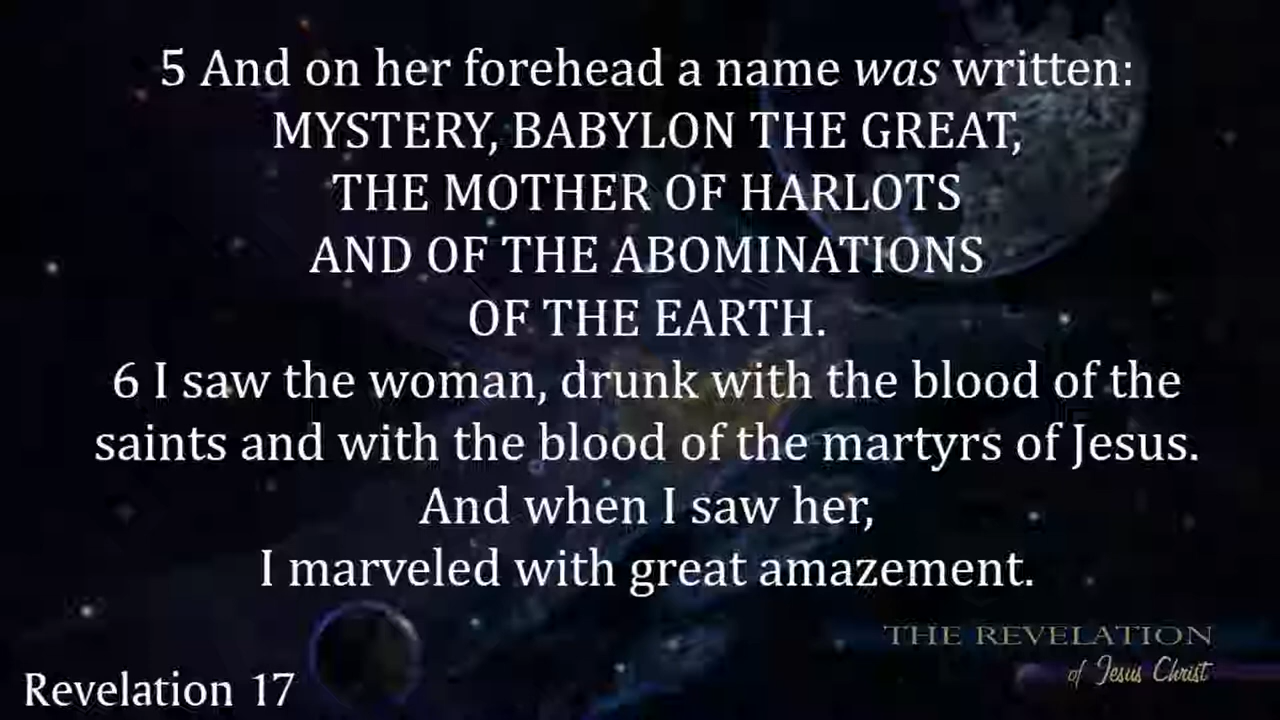 5 And on her forehead a name was written:
MYSTERY, BABYLON THE GREAT,
THE MOTHER OF HARLOTS
AND OF THE ABOMINATIONS
OF THE EARTH.
6 I saw the woman, drunk with the blood of the
saints and with the blood of the martyrs of Jesus.
And when I saw her,
I marveled with great amazement.
THE REVELATION
of Jesus Christ
Revelation 17